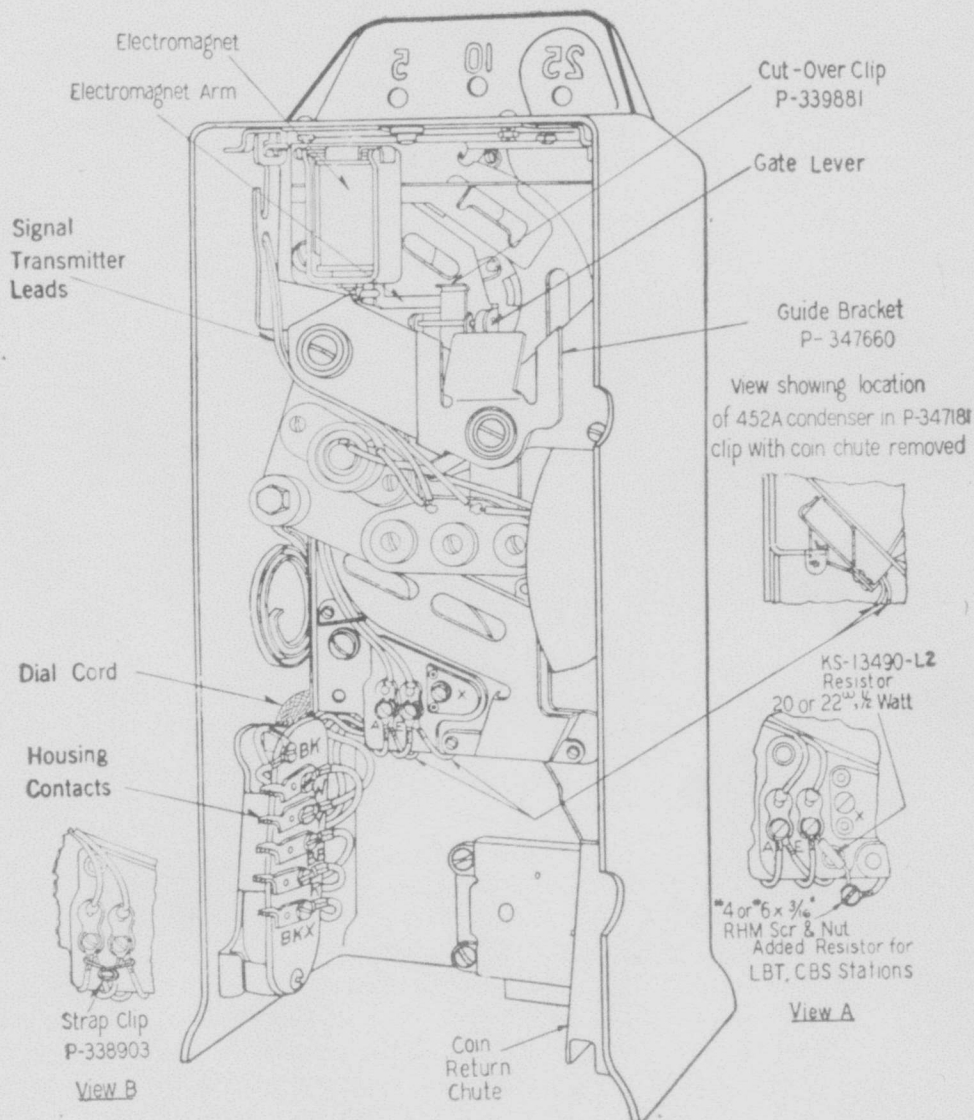 Electromagnet
Electromagnet Arm
5 10 25
Cut-Over Clip
P-339881
Gate Lever
Signal
Transmitter
Leads
Guide Bracket
P-347660
View showing location
of 452A condenser in P-347181
clip with coin chute removed
Dial Cord
Housing
Contacts
BBK
A E X
BKX
KS-13490-L2
Resistor
20 or 22ω, ½ Watt
A E X
#4 or #6 x 3/16"
RHM Scr & Nut
Added Resistor for
LBT, CBS Stations
View A
Strap Clip
P-338903
View B
Coin
Return
Chute